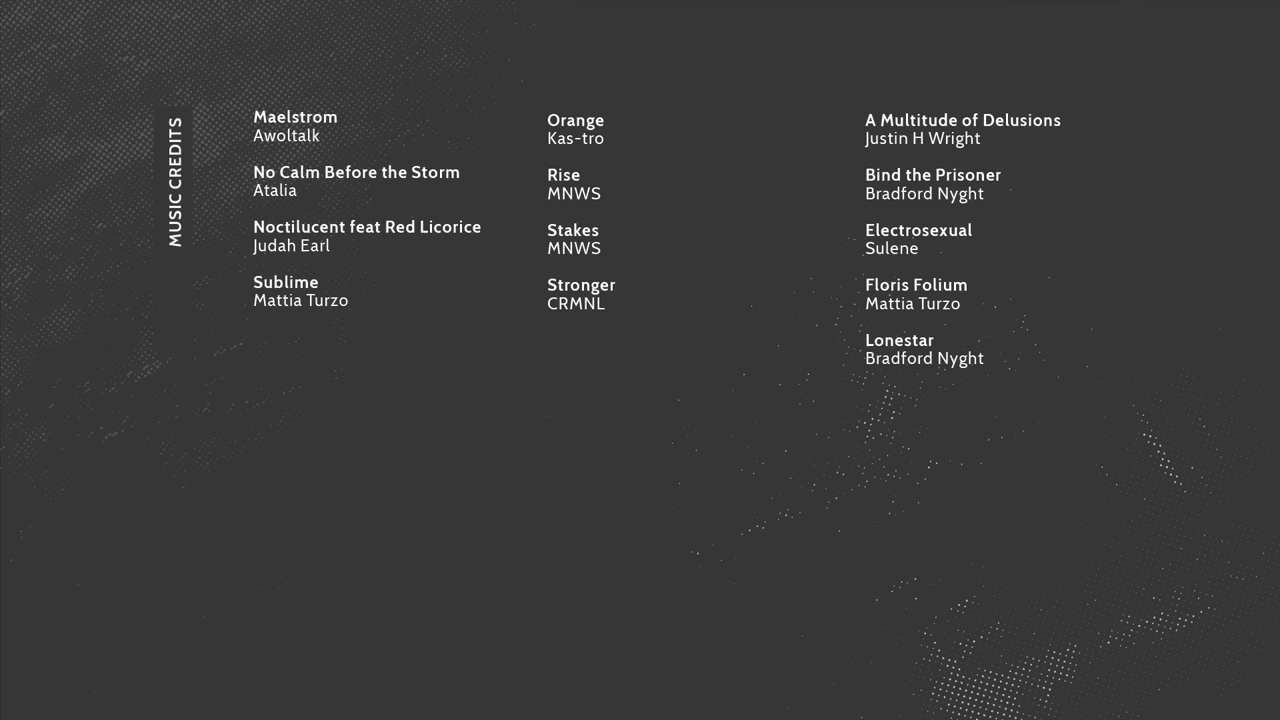 MUSIC CREDITS
Maelstrom
Awoltalk
No Calm Before the Storm
Atalia
Noctilucent feat Red Licorice
Judah Earl
Sublime
Mattia Turzo
Orange
Kas-tro
Rise
MNWS
Stakes
MNWS
Stronger
CRMNL
A Multitude of Delusions
Justin H Wright
Bind the Prisoner
Bradford Nyght
Electrosexual
Sulene
Floris Folium
Mattia Turzo
Lonestar
Bradford Nyght